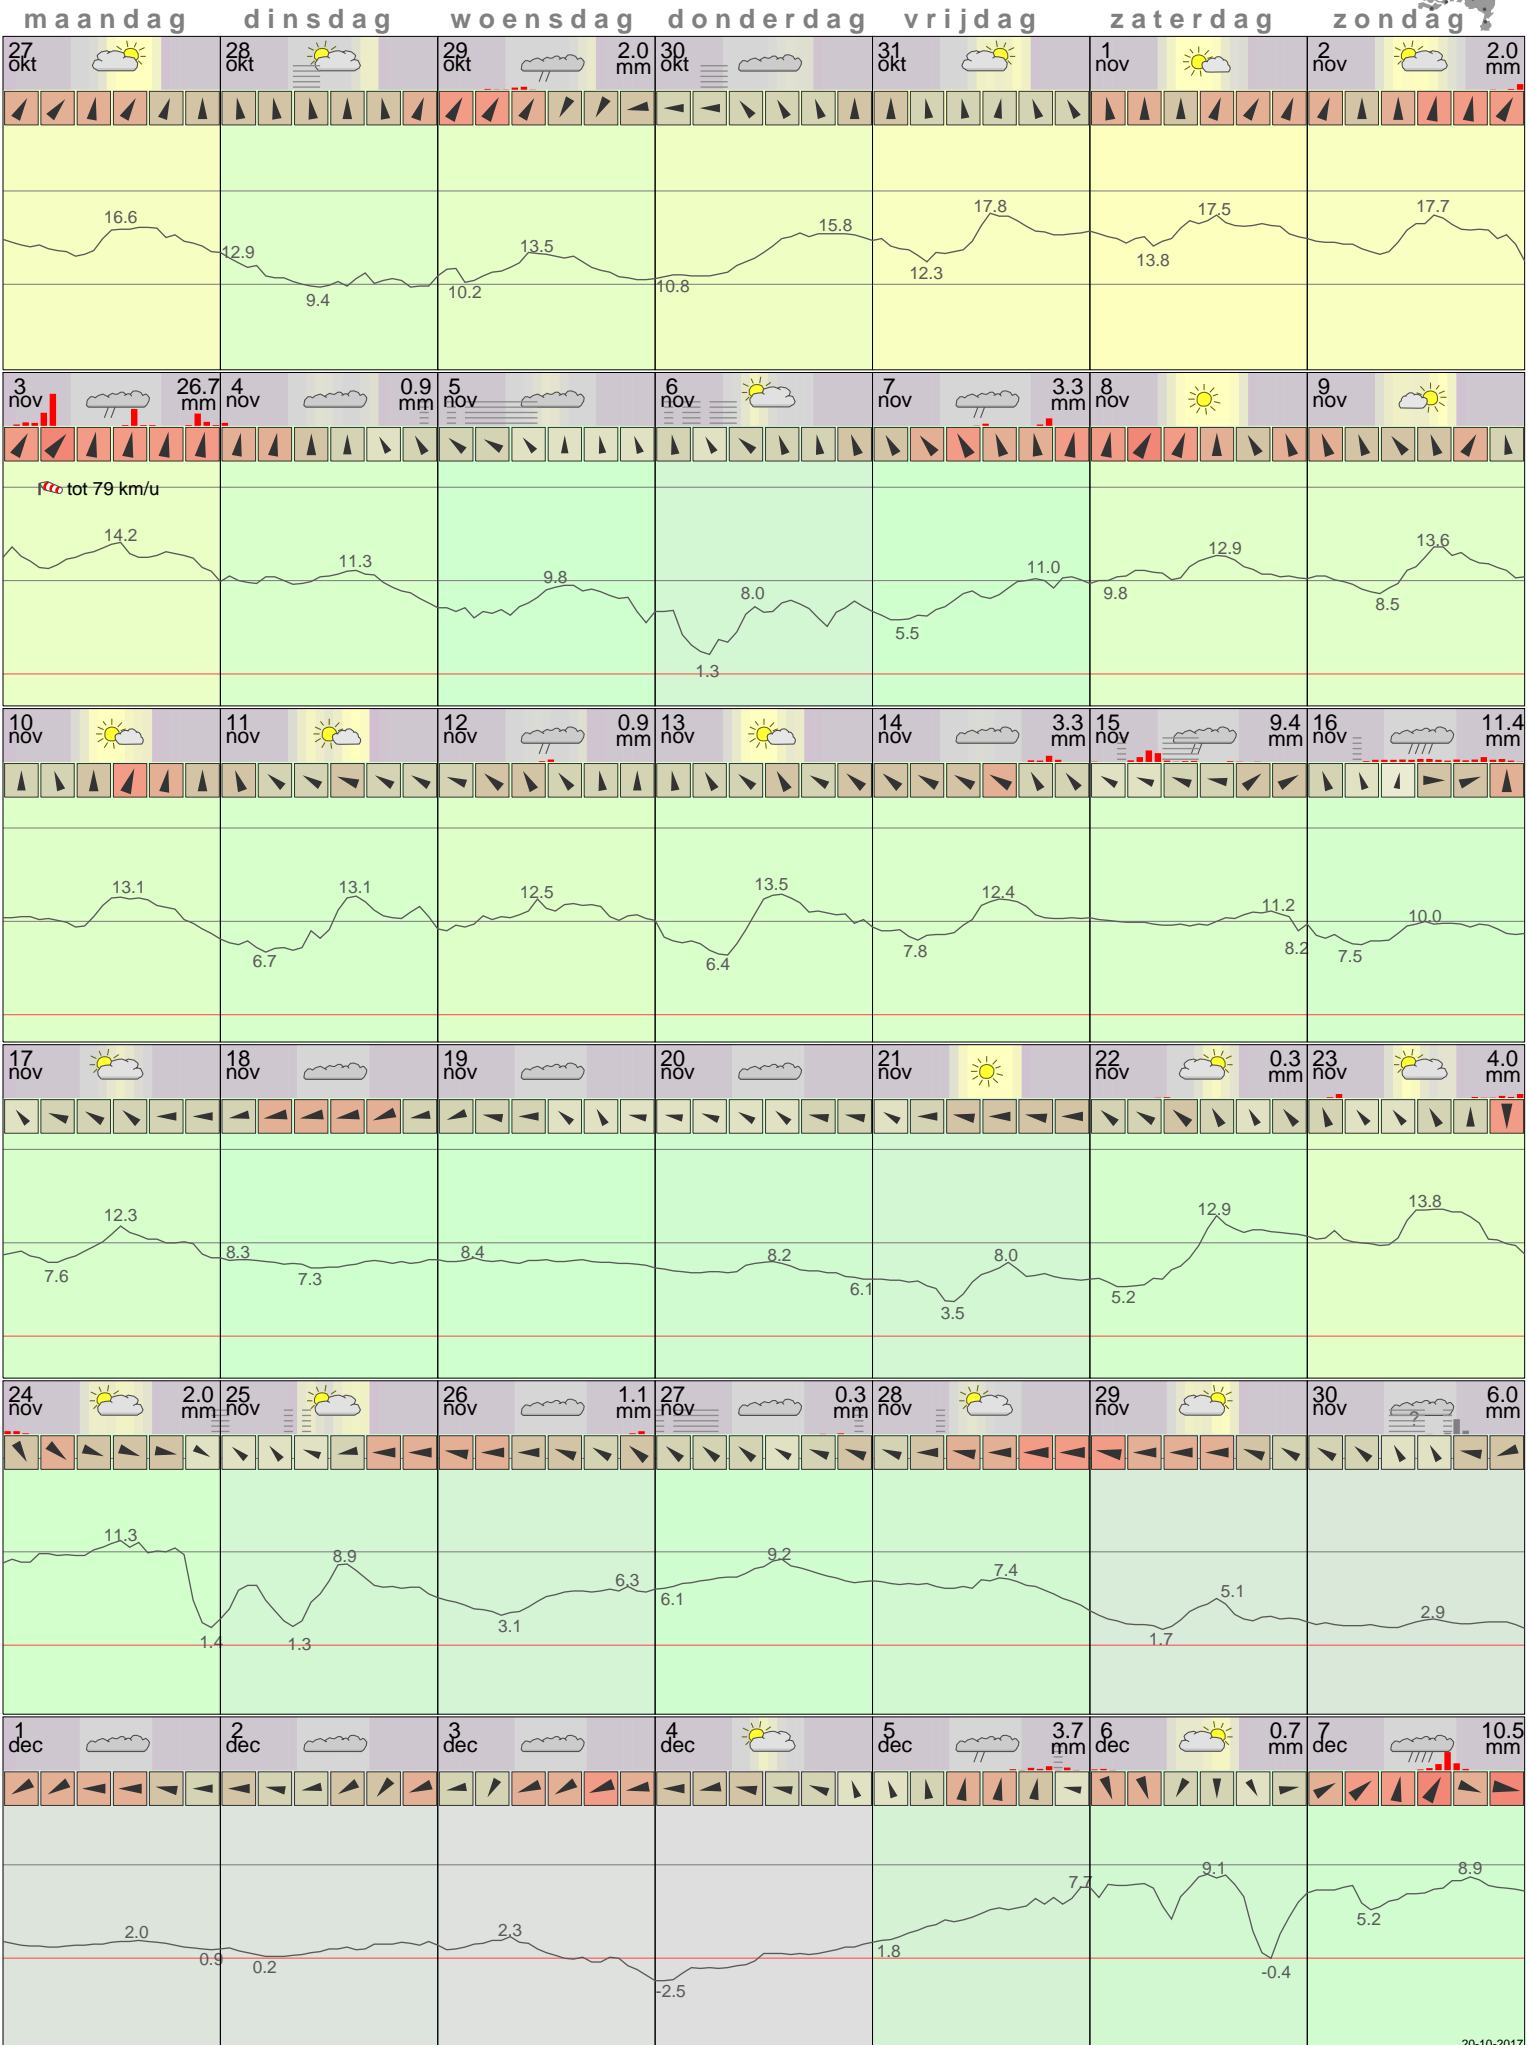 maandag dinsdag woensdag donderdag vrijdag zaterdag zondag
27 okt 28 okt 29 okt 2.0 mm 30 okt 31 okt 1 nov 2 nov 2.0 mm
16.6 12.9 9.4 13.5 10.2 10.8 15.8 17.8 12.3 17.5 13.8 17.7
3 nov 26.7 mm 4 nov 0.9 mm 5 nov 6 nov 7 nov 3.3 mm 8 nov 9 nov
tot 79 km/u
14.2 11.3 9.8 8.0 1.3 5.5 11.0 9.8 12.9 8.5 13.6
10 nov 11 nov 12 nov 0.9 mm 13 nov 14 nov 3.3 mm 15 nov 9.4 mm 16 nov 11.4 mm
13.1 6.7 13.1 12.5 6.4 13.5 7.8 12.4 11.2 8.2 7.5 10.0
17 nov 18 nov 19 nov 20 nov 21 nov 22 nov 0.3 mm 23 nov 4.0 mm
7.6 12.3 8.3 7.3 8.4 8.2 6.1 3.5 8.0 5.2 12.9 13.8
24 nov 2.0 mm 25 nov 26 nov 1.1 mm 27 nov 0.3 mm 28 nov 29 nov 30 nov ? 6.0 mm
11.3 1.4 1.3 8.9 3.1 6.3 6.1 9.2 7.4 1.7 5.1 2.9
1 dec 2 dec 3 dec 4 dec 5 dec 3.7 mm 6 dec 0.7 mm 7 dec 10.5 mm
2.0 0.9 0.2 2.3 -2.5 1.8 7.7 9.1 -0.4 5.2 8.9
20-10-2017